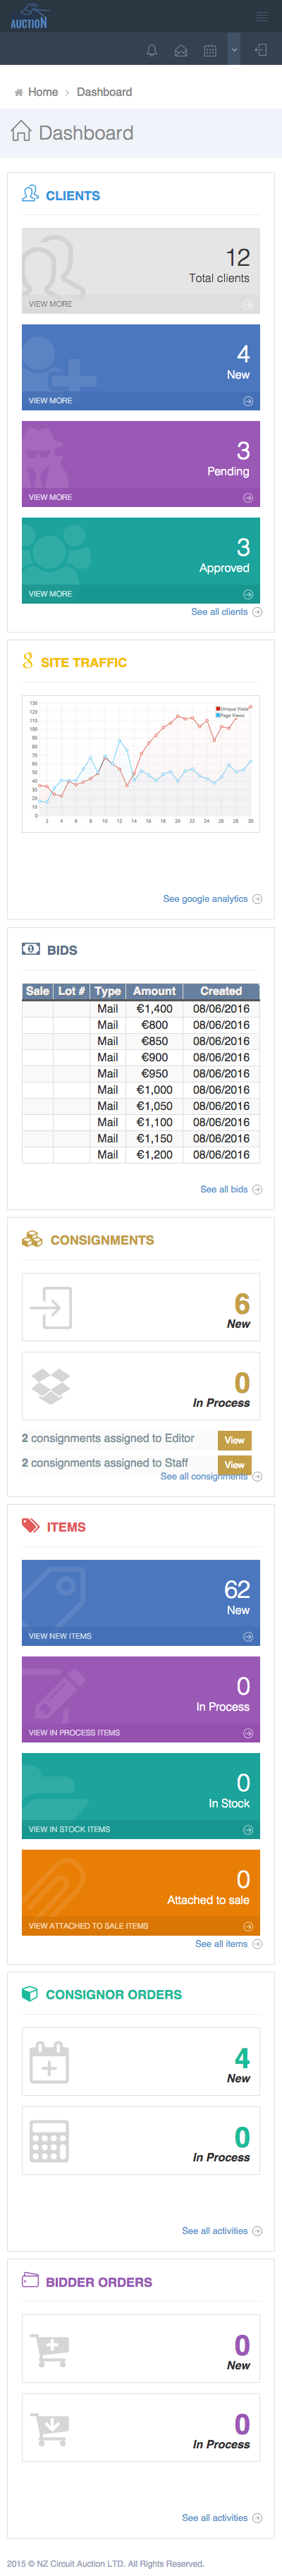 AUCTION
Home > Dashboard
Dashboard
CLIENTS
12
Total clients
VIEW MORE
4
New
VIEW MORE
3
Pending
VIEW MORE
3
Approved
VIEW MORE
See all clients
SITE TRAFFIC
Unique Visits
Page Views
130
120
110
100
90
80
70
60
50
40
30
20
10
0
2 4 6 8 10 12 14 16 18 20 22 24 26 28 30
See google analytics
BIDS
Sale Lot # Type Amount Created
Mail €1,400 08/06/2016
Mail €800 08/06/2016
Mail €850 08/06/2016
Mail €900 08/06/2016
Mail €950 08/06/2016
Mail €1,000 08/06/2016
Mail €1,050 08/06/2016
Mail €1,100 08/06/2016
Mail €1,150 08/06/2016
Mail €1,200 08/06/2016
See all bids
CONSIGNMENTS
6
New
0
In Process
2 consignments assigned to Editor View
2 consignments assigned to Staff View
See all consignments
ITEMS
62
New
VIEW NEW ITEMS
0
In Process
VIEW IN PROCESS ITEMS
0
In Stock
VIEW IN STOCK ITEMS
0
Attached to sale
VIEW ATTACHED TO SALE ITEMS
See all items
CONSIGNOR ORDERS
4
New
0
In Process
See all activities
BIDDER ORDERS
0
New
0
In Process
See all activities
2015 © NZ Circuit Auction LTD. All Rights Reserved.